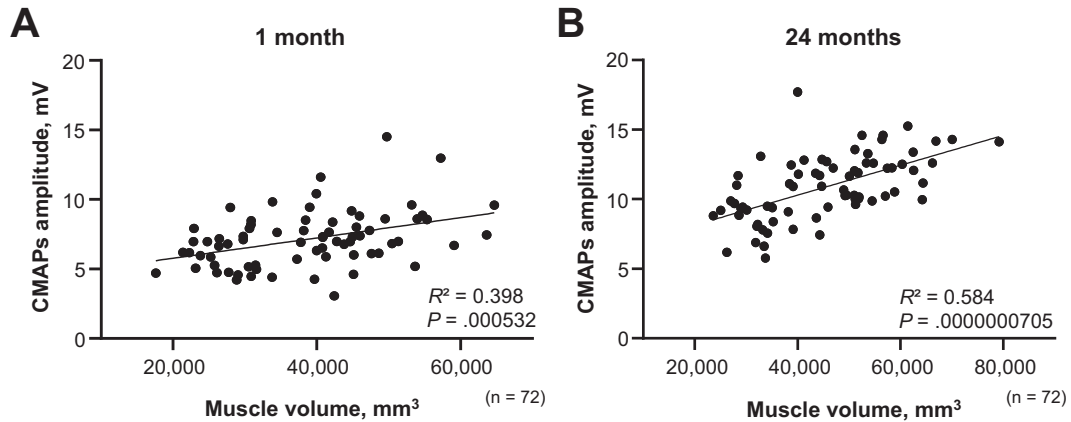 A
1 month
CMAPs amplitude, mV
20
15
10
5
0
R² = 0.398
P = .000532
20,000 40,000 60,000
(n = 72)
Muscle volume, mm³
B
24 months
CMAPs amplitude, mV
20
15
10
5
0
R² = 0.584
P = .0000000705
20,000 40,000 60,000 80,000
(n = 72)
Muscle volume, mm³